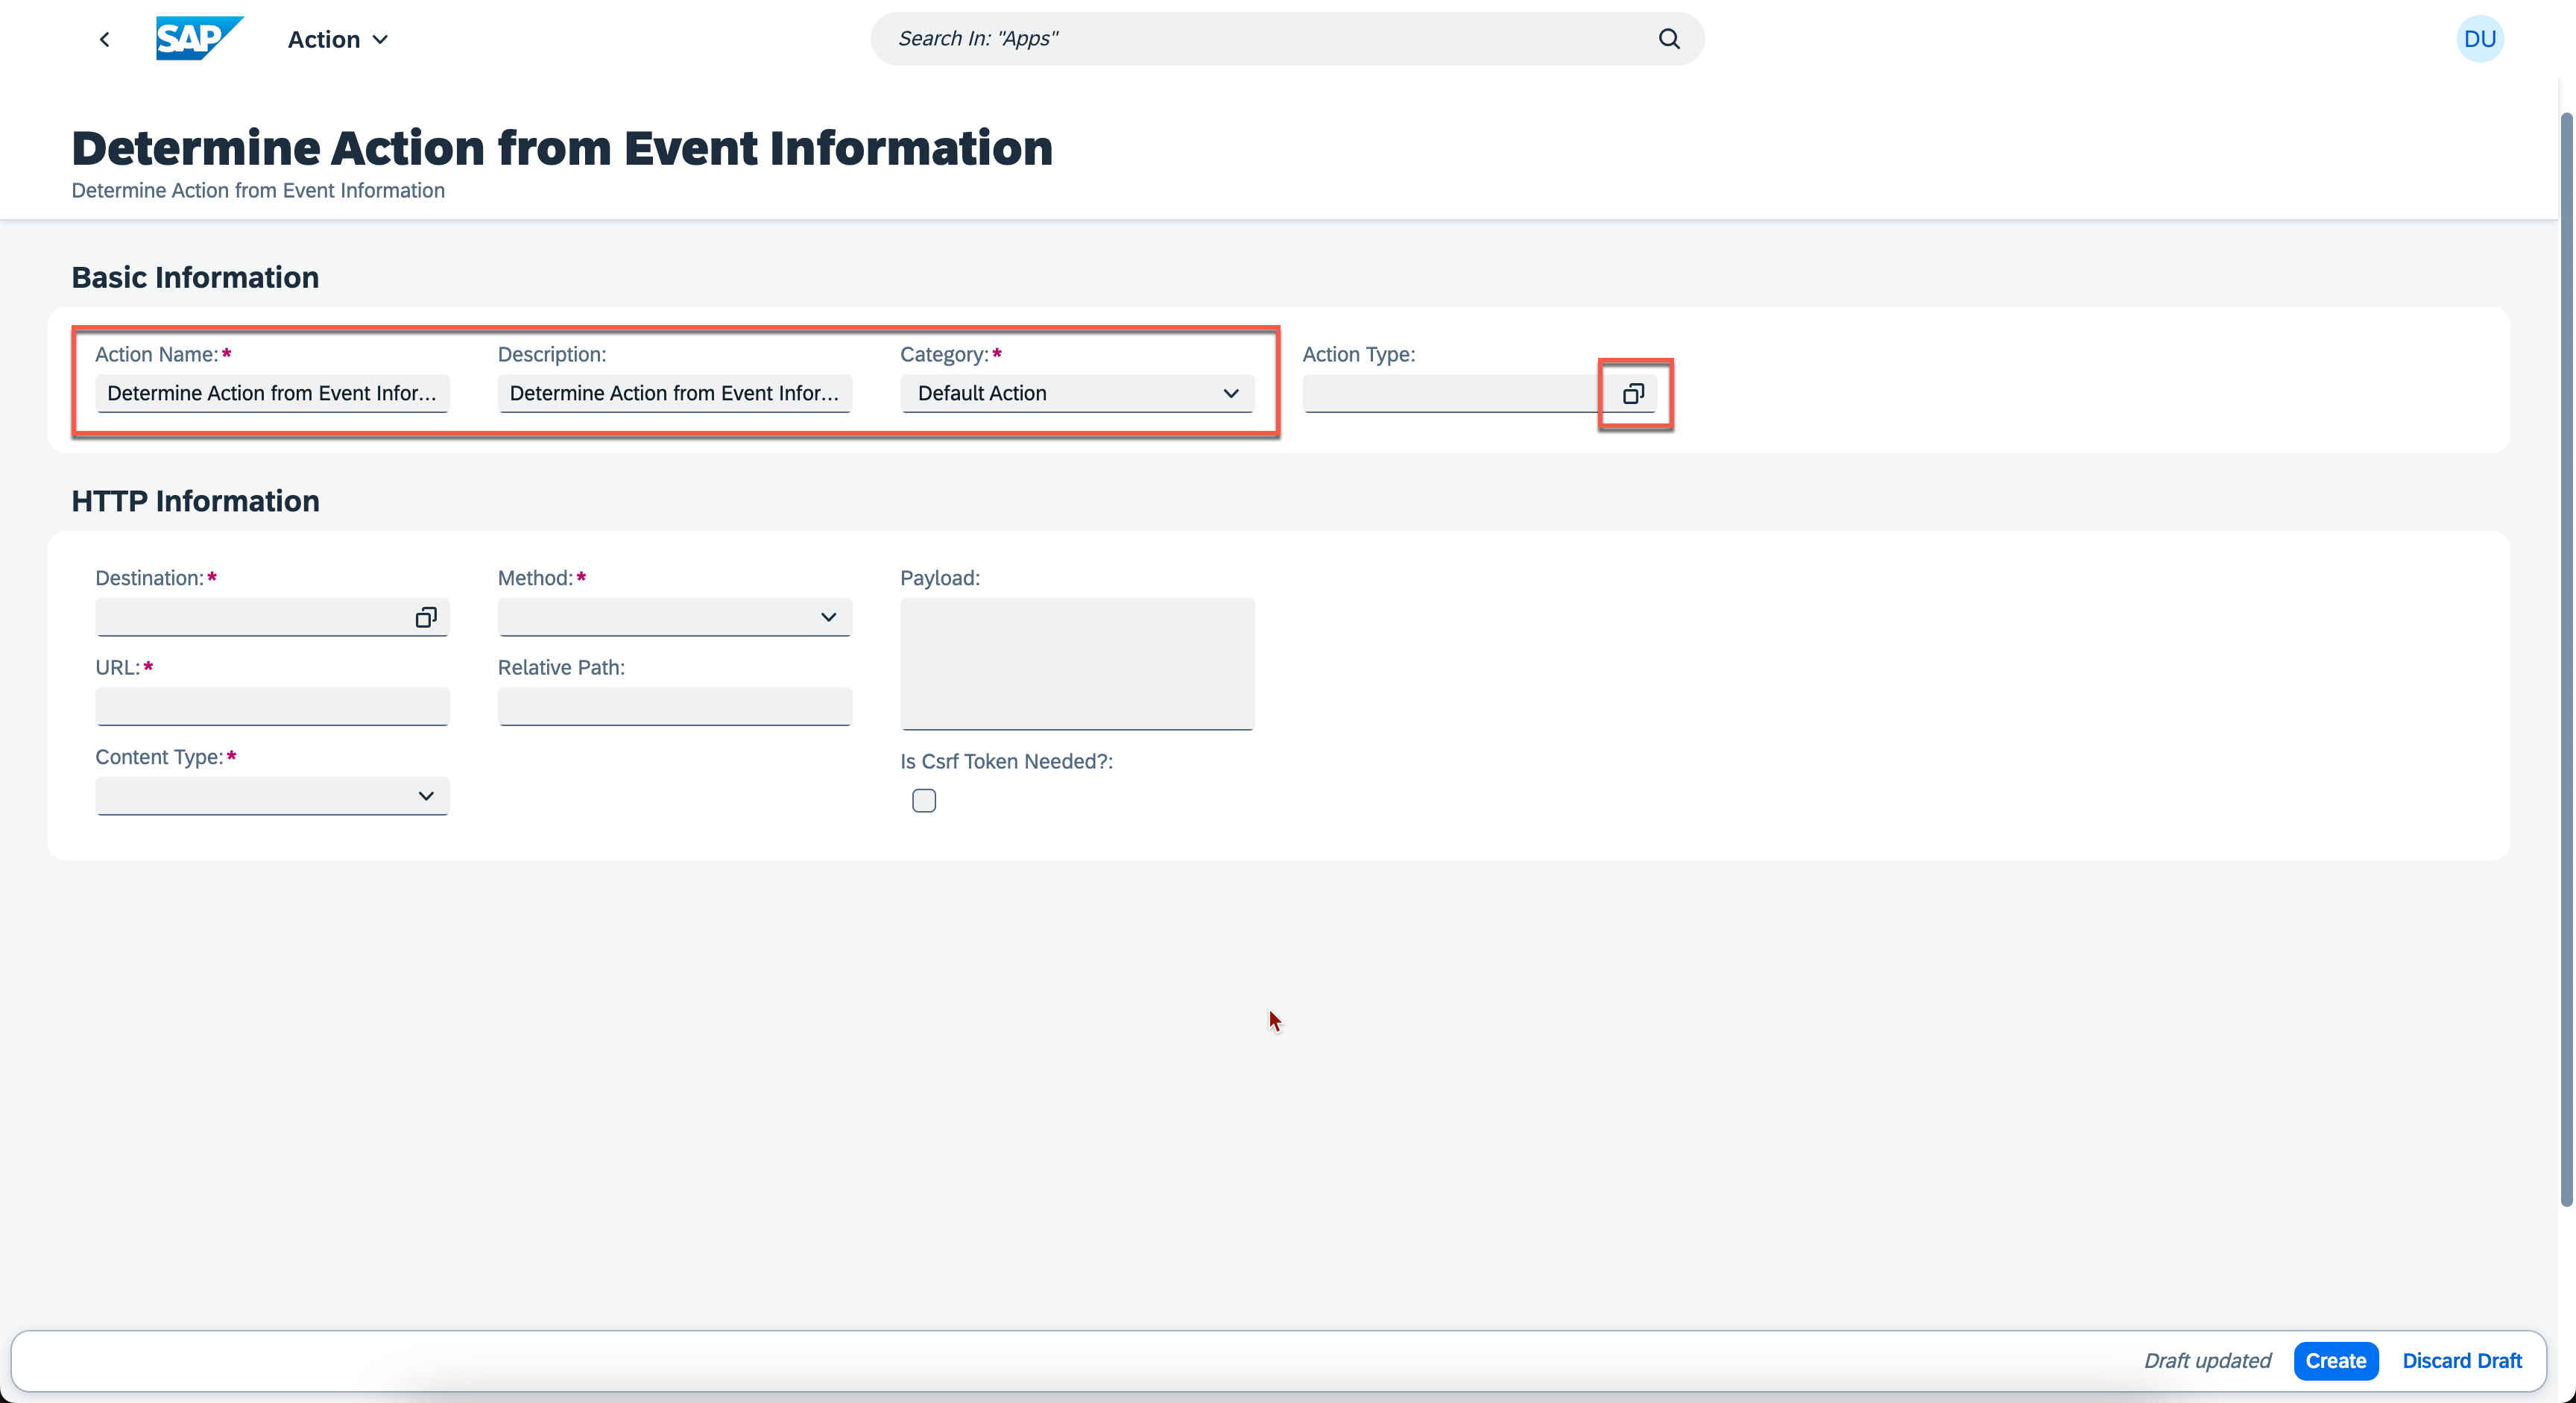 SAP
Action
Search In: "Apps"
DU
Determine Action from Event Information
Determine Action from Event Information
Basic Information
Action Name:*
Description:
Category:*
Action Type:
Determine Action from Event Infor...
Determine Action from Event Infor...
Default Action
HTTP Information
Destination:*
Method:*
Payload:
URL:*
Relative Path:
Content Type:*
Is Csrf Token Needed?:
Draft updated
Create
Discard Draft